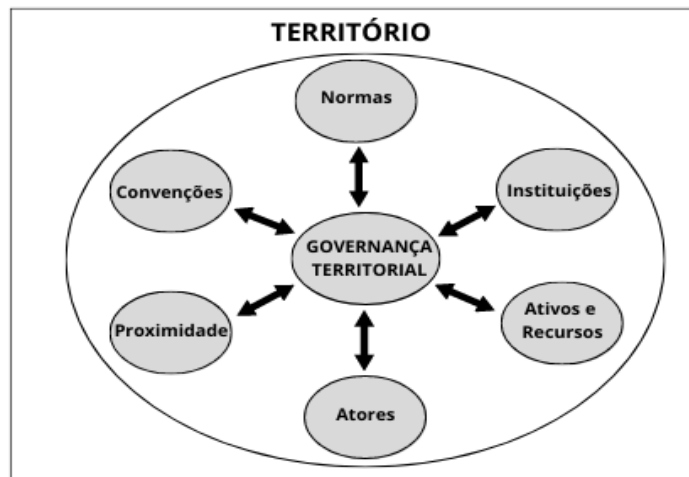 TERRITÓRIO
Normas
Convenções
Instituições
GOVERNANÇA
TERRITORIAL
Proximidade
Ativos e
Recursos
Atores